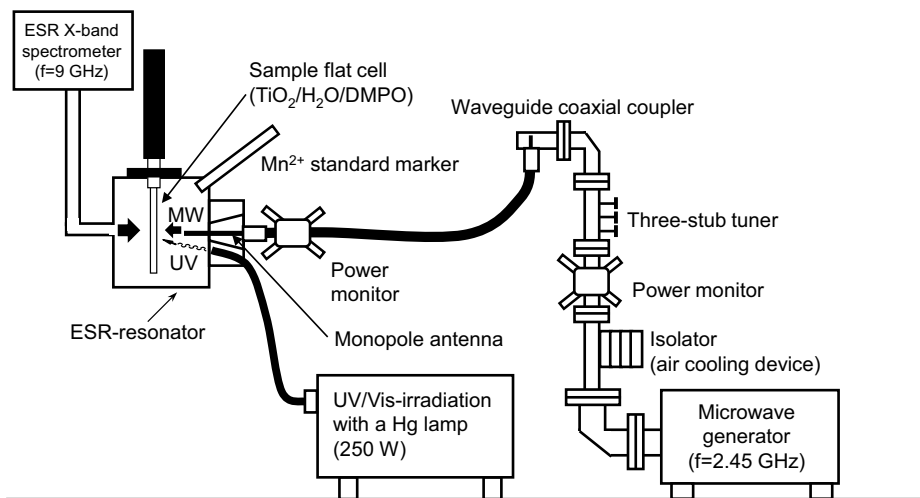 ESR X-band
spectrometer
(f=9 GHz)
Sample flat cell
(TiO₂/H₂O/DMPO)
Waveguide coaxial coupler
Mn²⁺ standard marker
MW
UV
Three-stub tuner
Power
monitor
Power monitor
ESR-resonator
Monopole antenna
Isolator
(air cooling device)
UV/Vis-irradiation
with a Hg lamp
(250 W)
Microwave
generator
(f=2.45 GHz)